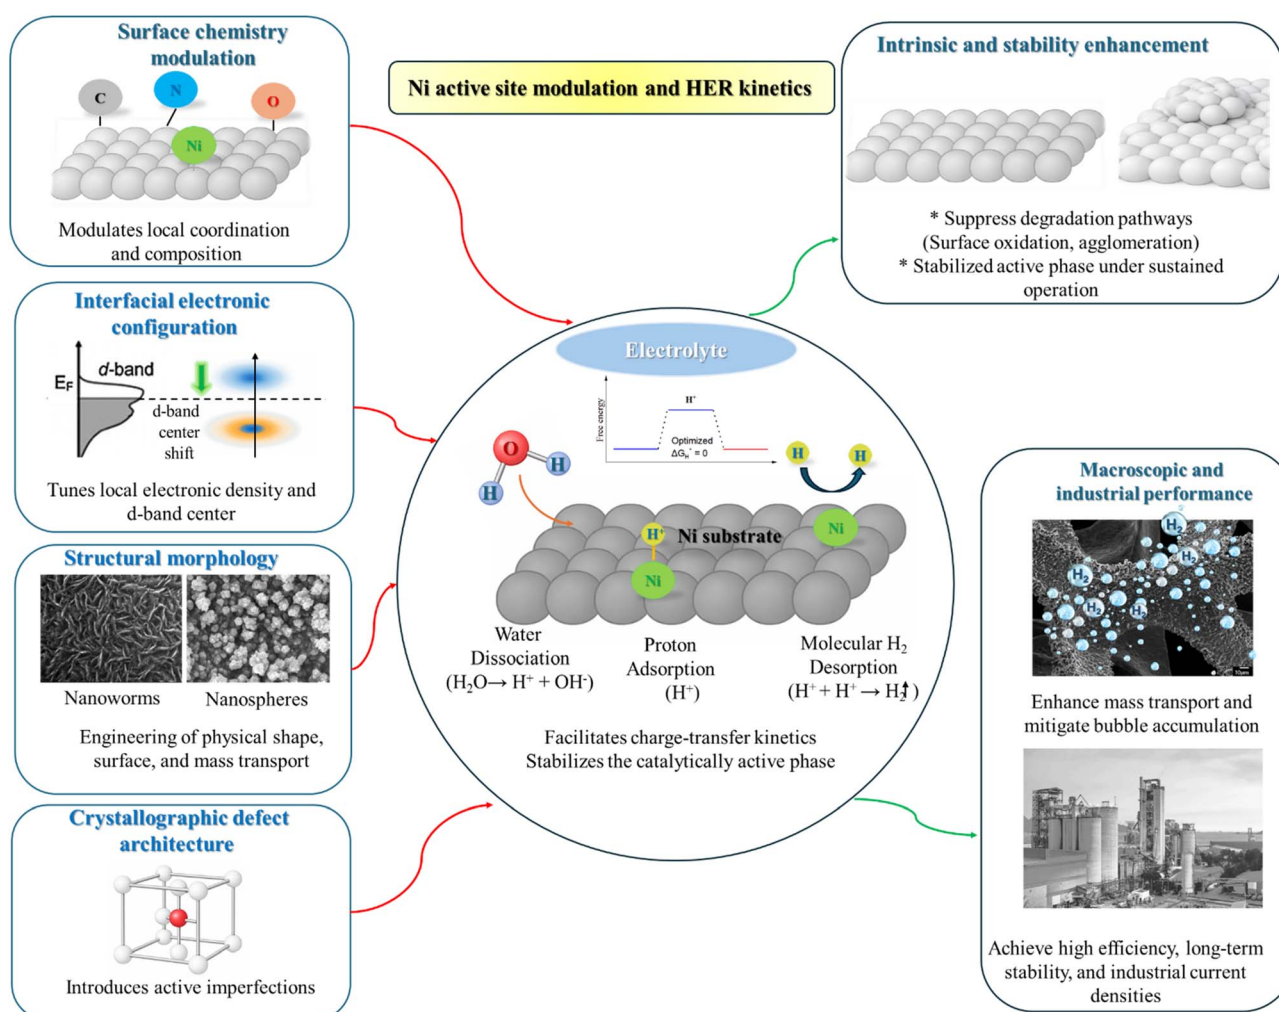 Ni active site modulation and HER kinetics
Surface chemistry
modulation
C
N
O
Ni
Modulates local coordination
and composition
Interfacial electronic
configuration
d-band
E_F
d-band
center
shift
Tunes local electronic density and
d-band center
Structural morphology
Nanoworms
Nanospheres
Engineering of physical shape,
surface, and mass transport
Crystallographic defect
architecture
Introduces active imperfections
Electrolyte
Free energy
H⁺
Optimized
ΔG_H* = 0
O
H
H
H
H
H⁺
Ni substrate
Ni
Ni
Water
Dissociation
(H₂O→ H⁺ + OH⁻)
Proton
Adsorption
(H⁺)
Molecular H₂
Desorption
(H⁺ + H⁺ → H₂↑)
Facilitates charge-transfer kinetics
Stabilizes the catalytically active phase
Intrinsic and stability enhancement
* Suppress degradation pathways
(Surface oxidation, agglomeration)
* Stabilized active phase under sustained
operation
Macroscopic and
industrial performance
H₂
H₂
H₂
H₂
H₂
10μm
Enhance mass transport and
mitigate bubble accumulation
Achieve high efficiency, long-term
stability, and industrial current
densities